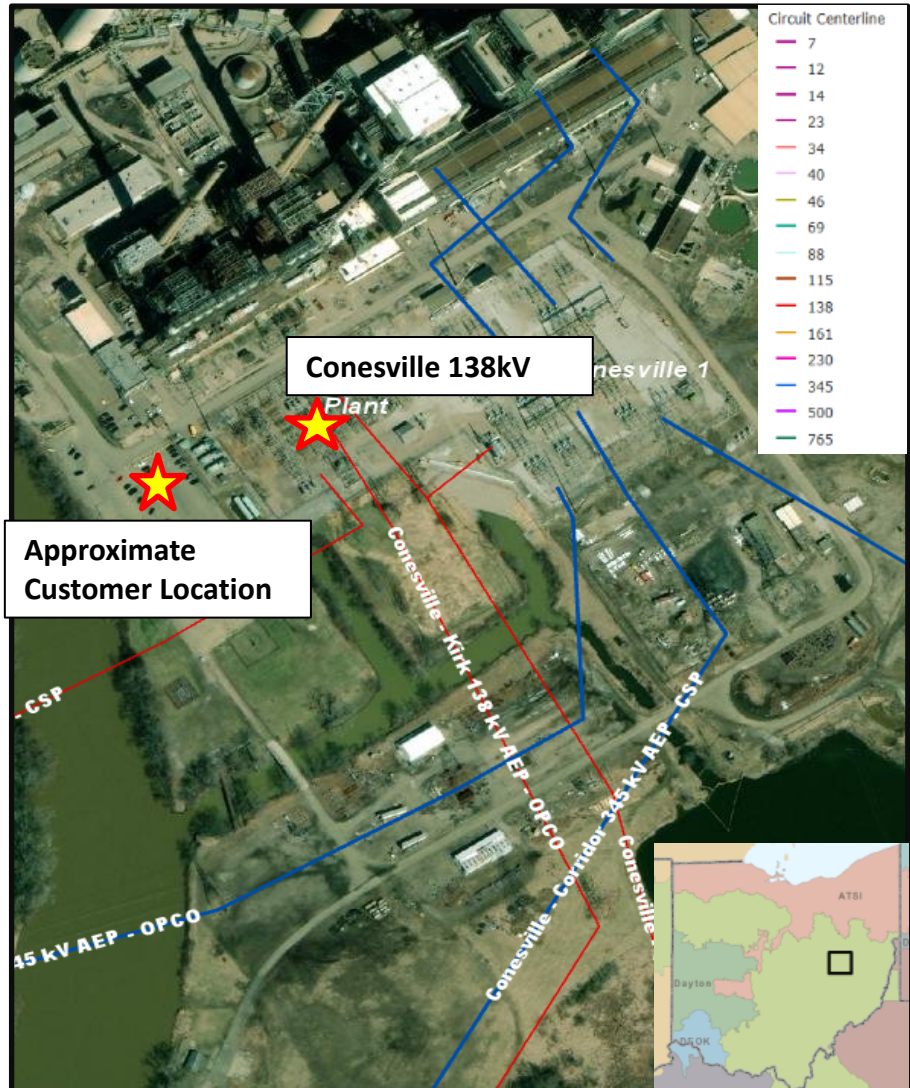 Circuit Centerline
7
12
14
23
34
40
46
69
88
115
138
161
230
345
500
765
Conesville 138kV
nesville 1
Plant
Approximate
Customer Location
- CSP
Conesville - Kirk 138 kV AEP - OPCO
Conesville - Corridor 345 kV AEP - CSP
Conesville
45 kV AEP - OPCO
ATSI
Dayton
DEOK
D